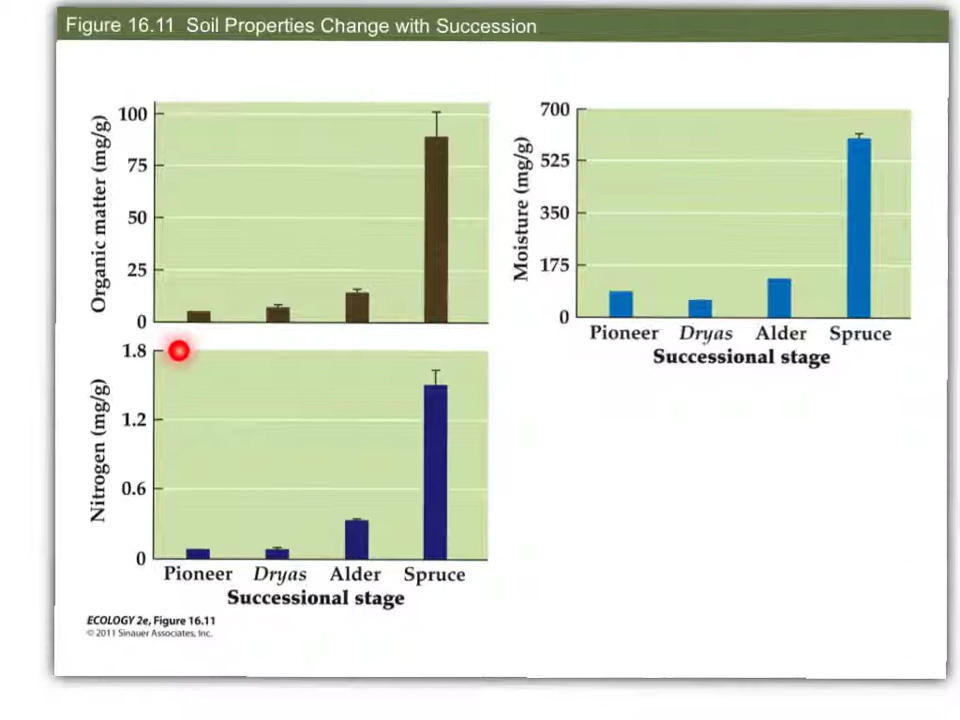 Figure 16.11 Soil Properties Change with Succession
Organic matter (mg/g)
100
75
50
25
0
Nitrogen (mg/g)
1.8
1.2
0.6
0
Pioneer Dryas Alder Spruce
Successional stage
Moisture (mg/g)
700
525
350
175
0
Pioneer Dryas Alder Spruce
Successional stage
ECOLOGY 2e, Figure 16.11
© 2011 Sinauer Associates, Inc.